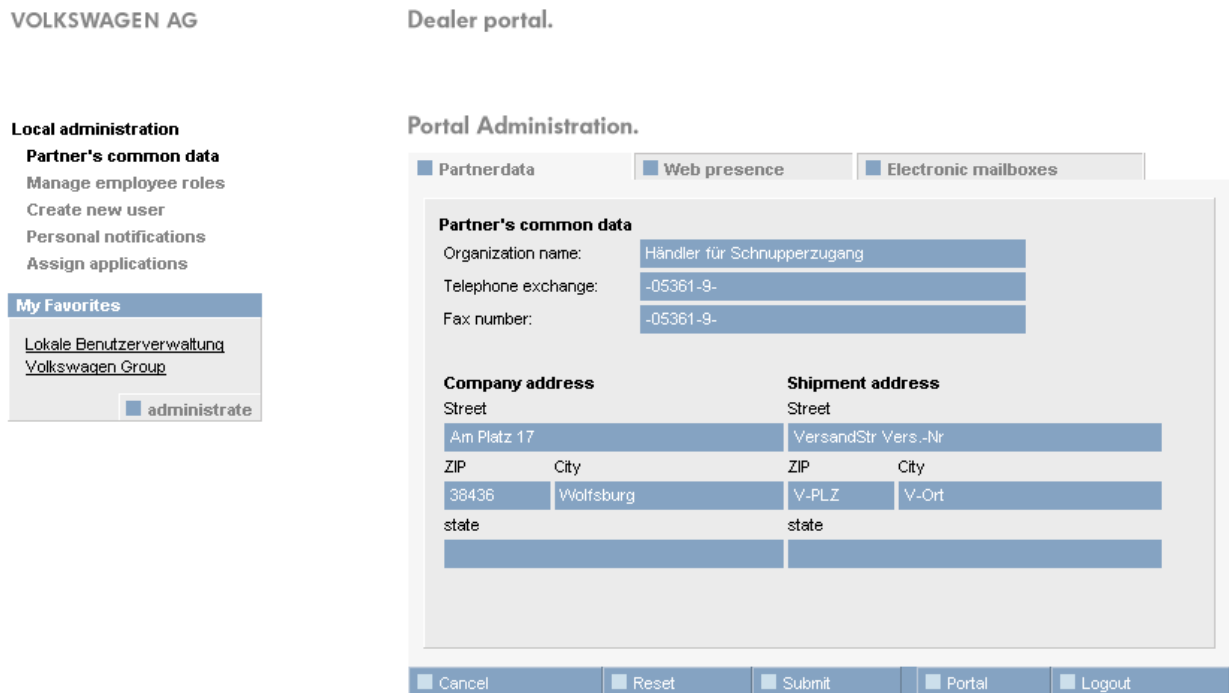 VOLKSWAGEN AG
Dealer portal.
Local administration
Partner's common data
Manage employee roles
Create new user
Personal notifications
Assign applications
My Favorites
Lokale Benutzerverwaltung
Volkswagen Group
administrate
Portal Administration.
Partnerdata Web presence Electronic mailboxes
Partner's common data
Organization name: Händler für Schnupperzugang
Telephone exchange: -05361-9-
Fax number: -05361-9-
Company address Shipment address
Street Street
Am Platz 17 VersandStr Vers.-Nr
ZIP City ZIP City
38436 Wolfsburg V-PLZ V-Ort
state state
Cancel Reset Submit Portal Logout